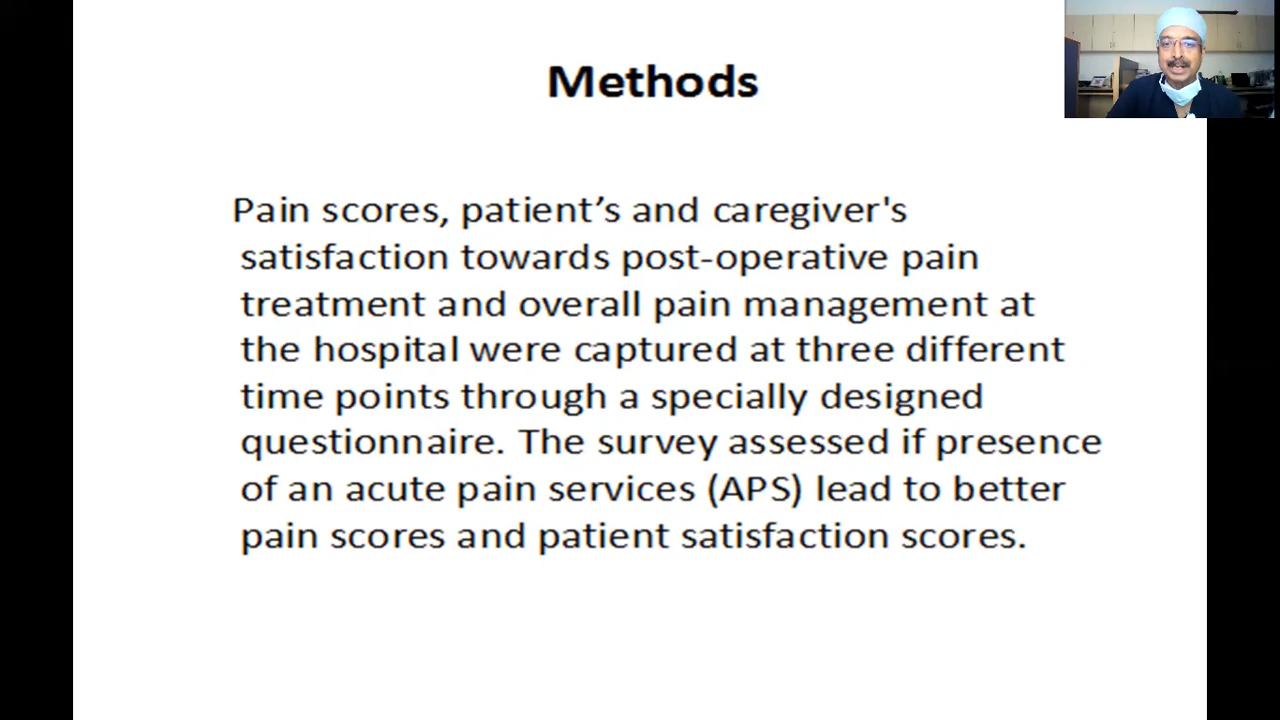 Methods
Pain scores, patient’s and caregiver's
satisfaction towards post-operative pain
treatment and overall pain management at
the hospital were captured at three different
time points through a specially designed
questionnaire. The survey assessed if presence
of an acute pain services (APS) lead to better
pain scores and patient satisfaction scores.